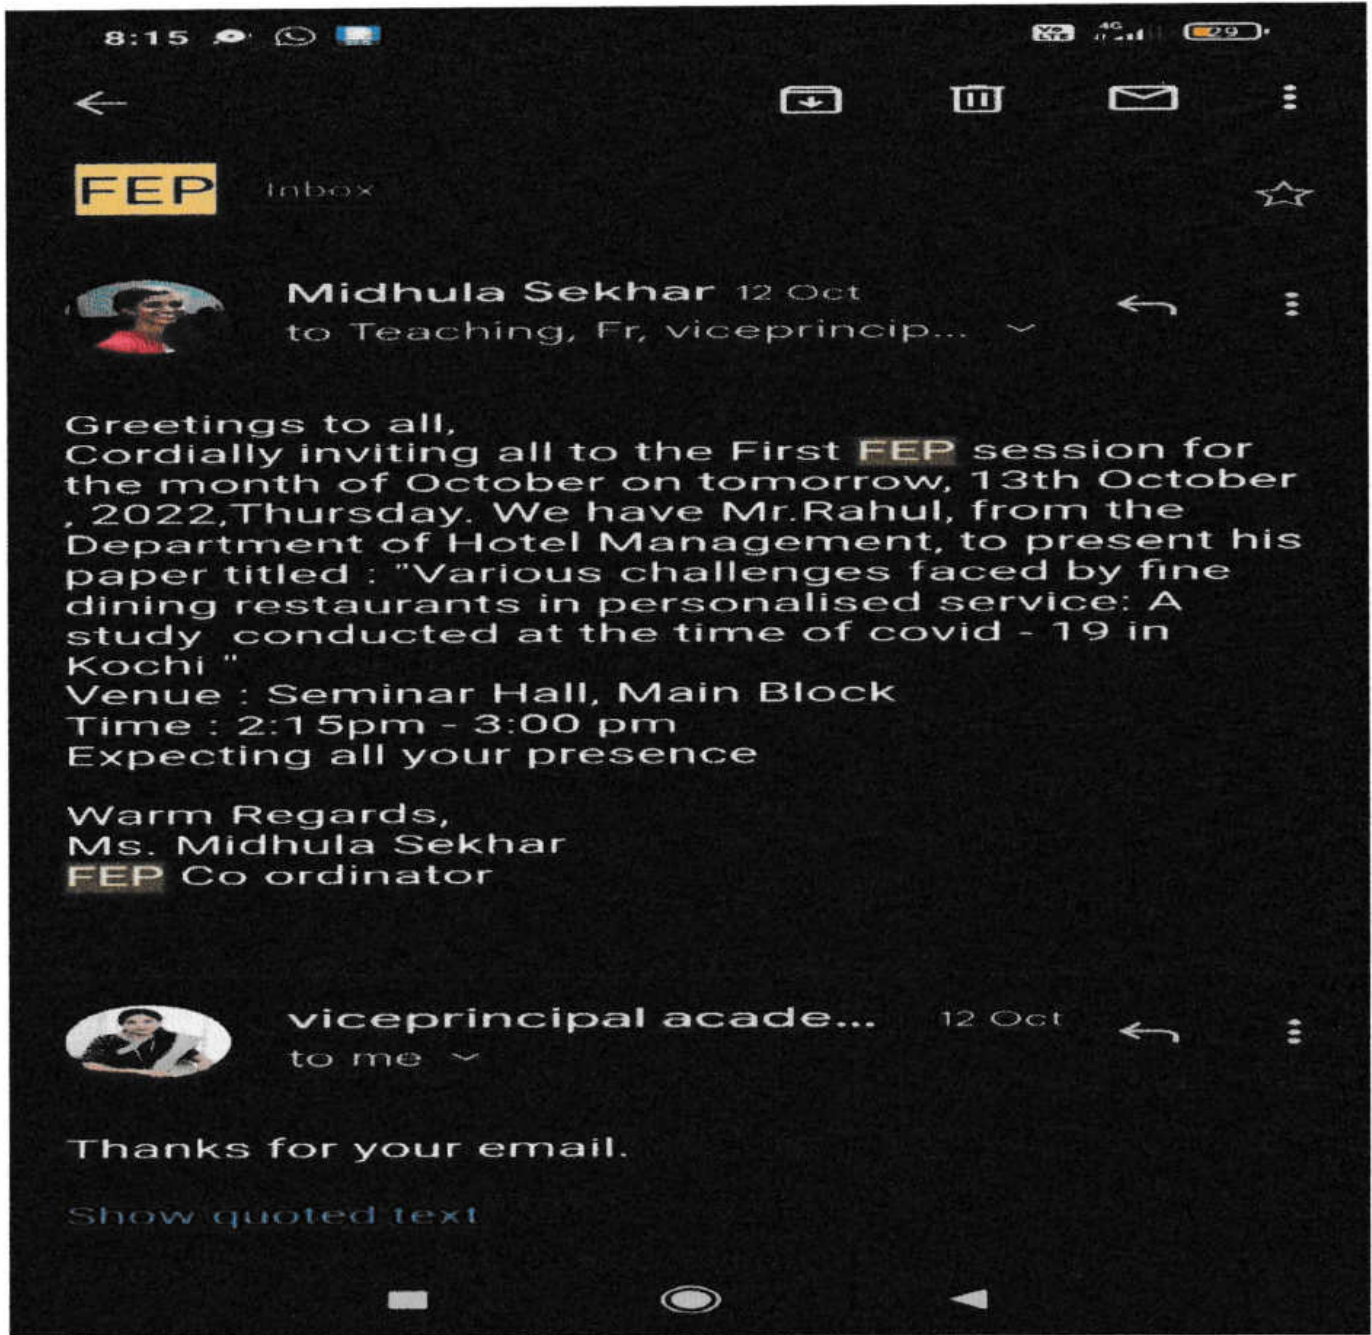 8:15
VO LTE 4G 29
FEP Inbox
Midhula Sekhar 12 Oct
to Teaching, Fr, viceprincip...
Greetings to all,
Cordially inviting all to the First FEP session for
the month of October on tomorrow, 13th October
, 2022,Thursday. We have Mr.Rahul, from the
Department of Hotel Management, to present his
paper titled : "Various challenges faced by fine
dining restaurants in personalised service: A
study conducted at the time of covid - 19 in
Kochi "
Venue : Seminar Hall, Main Block
Time : 2:15pm - 3:00 pm
Expecting all your presence
Warm Regards,
Ms. Midhula Sekhar
FEP Co ordinator
viceprincipal acade... 12 Oct
to me
Thanks for your email.
Show quoted text